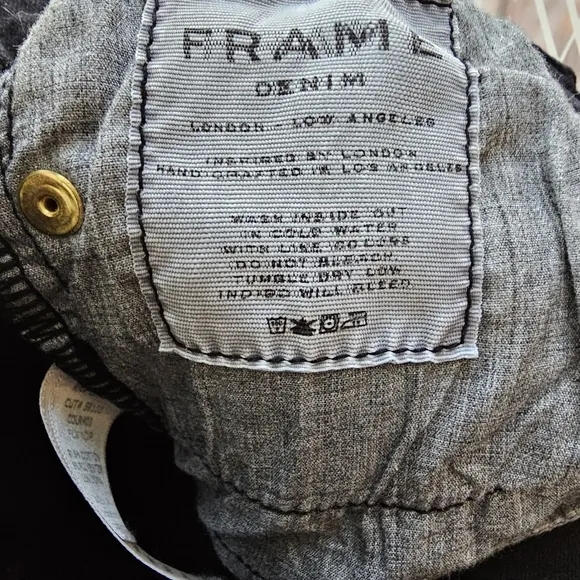 FRAME
DENIM
LONDON - LOW ANGELES
INSPIRED BY LONDON
HAND CRAFTED IN LOS ANGELES
WASH INSIDE OUT
IN COLD WATER
WITH LIKE COLORS
DO NOT BLEACH
TUMBLE DRY LOW
INDIGO WILL BLEED